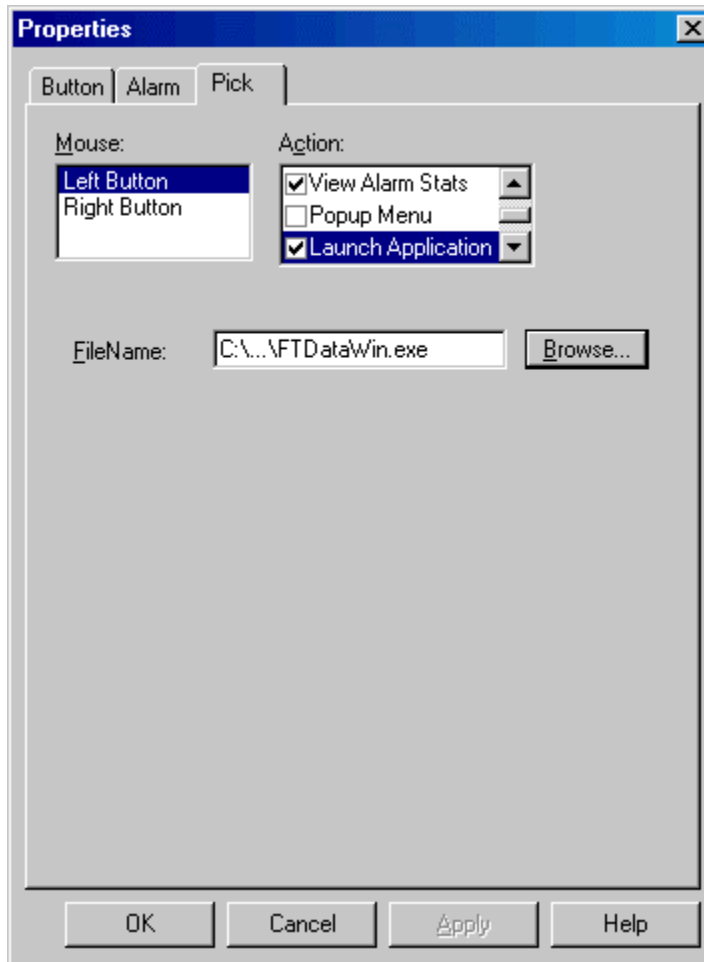 Properties
Button Alarm Pick
Mouse: Action:
Left Button
Right Button
View Alarm Stats
Popup Menu
Launch Application
FileName: C:\...\FTDataWin.exe Browse...
OK Cancel Apply Help